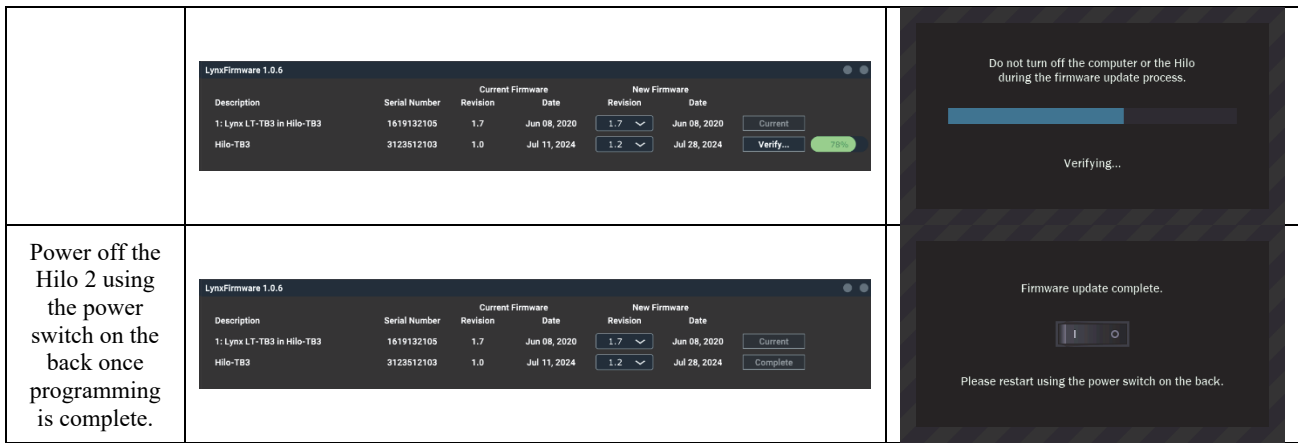 LynxFirmware 1.0.6
Current Firmware New Firmware
Description Serial Number Revision Date Revision Date
1: Lynx LT-TB3 in Hilo-TB3 1619132105 1.7 Jun 08, 2020 1.7 Jun 08, 2020 Current
Hilo-TB3 3123512103 1.0 Jul 11, 2024 1.2 Jul 28, 2024 Verify... 78%
Do not turn off the computer or the Hilo
during the firmware update process.
Verifying...
Power off the
Hilo 2 using
the power
switch on the
back once
programming
is complete.
LynxFirmware 1.0.6
Current Firmware New Firmware
Description Serial Number Revision Date Revision Date
1: Lynx LT-TB3 in Hilo-TB3 1619132105 1.7 Jun 08, 2020 1.7 Jun 08, 2020 Current
Hilo-TB3 3123512103 1.0 Jul 11, 2024 1.2 Jul 28, 2024 Complete
Firmware update complete.
Please restart using the power switch on the back.